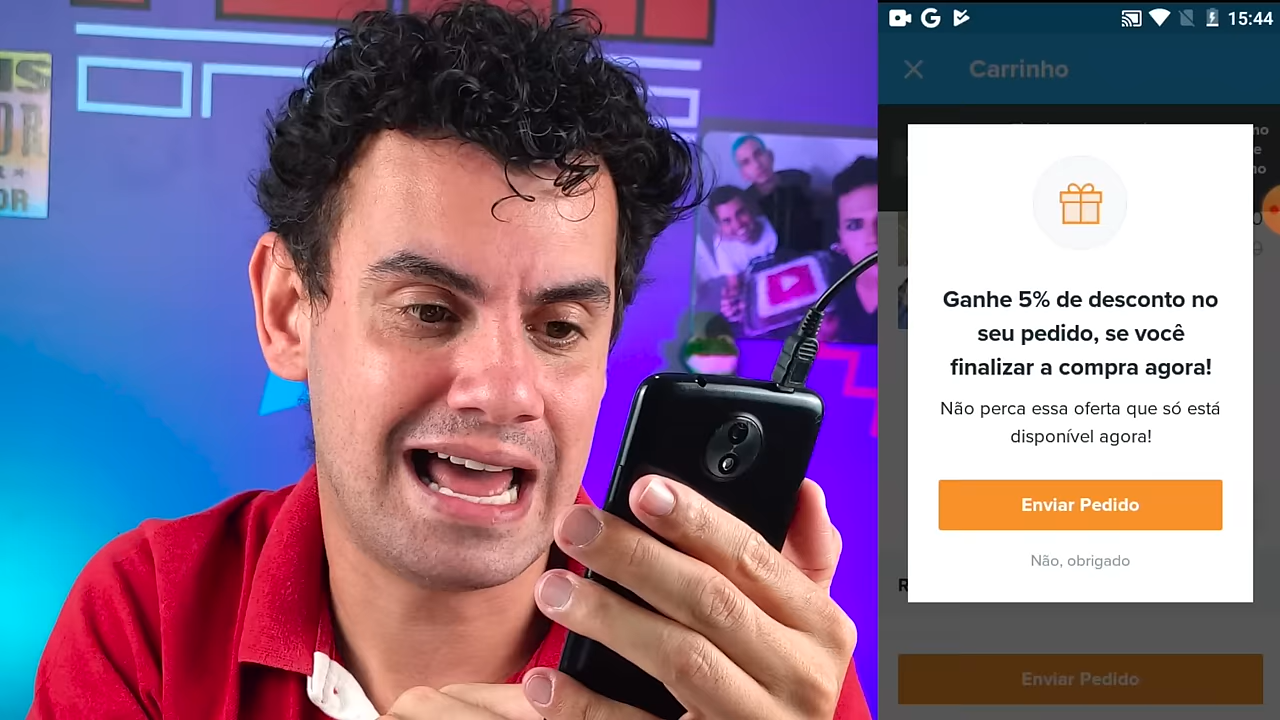 15:44
Carrinho
Ganhe 5% de desconto no
seu pedido, se você
finalizar a compra agora!
Não perca essa oferta que só está
disponível agora!
Enviar Pedido
Não, obrigado
Enviar Pedido